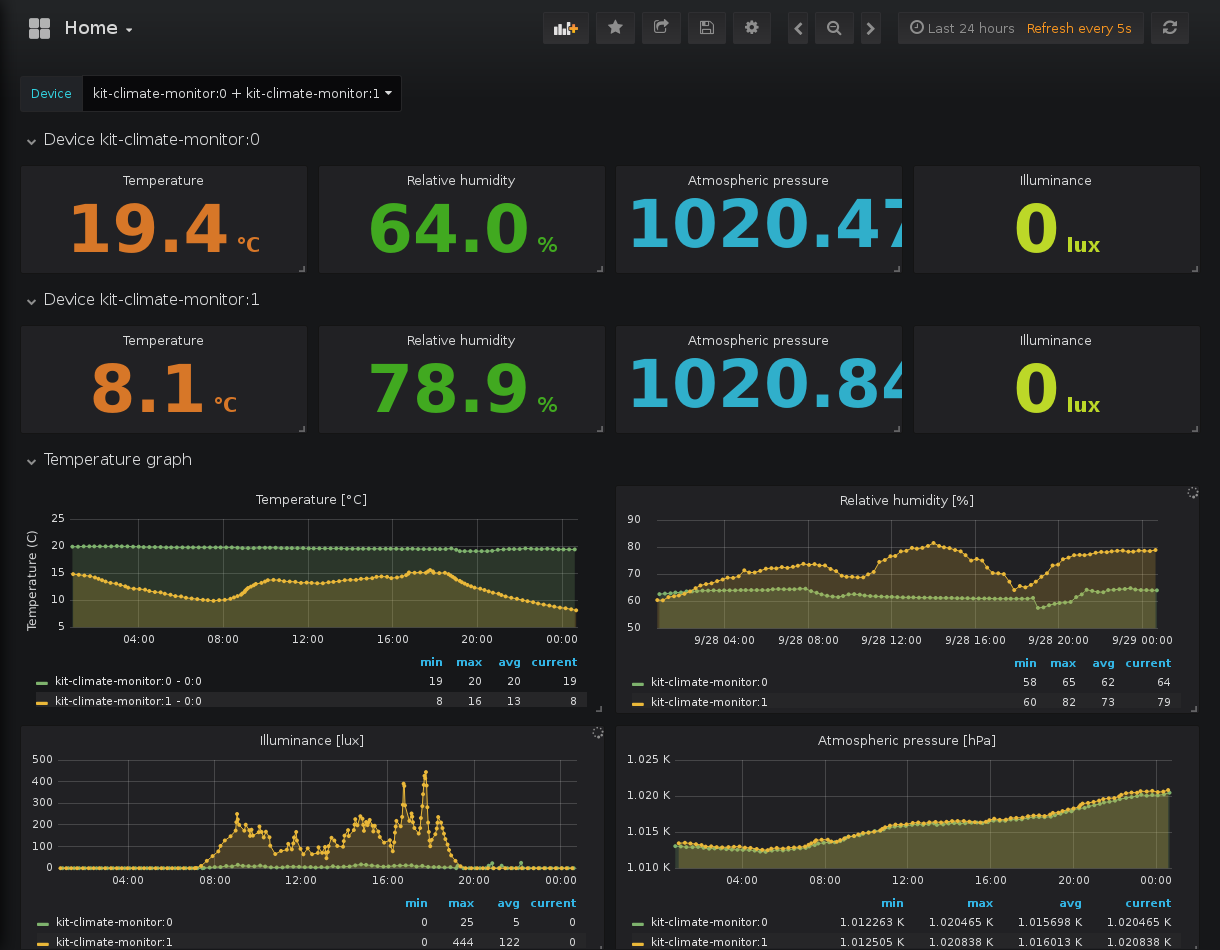 Home
Last 24 hours Refresh every 5s
Device kit-climate-monitor:0 + kit-climate-monitor:1
Device kit-climate-monitor:0
Temperature Relative humidity Atmospheric pressure Illuminance
19.4 °C 64.0 % 1020.47 0 lux
Device kit-climate-monitor:1
Temperature Relative humidity Atmospheric pressure Illuminance
8.1 °C 78.9 % 1020.84 0 lux
Temperature graph
Temperature [°C]
Temperature (C)
25
20
15
10
5
04:00 08:00 12:00 16:00 20:00 00:00
min max avg current
kit-climate-monitor:0 - 0:0 19 20 20 19
kit-climate-monitor:1 - 0:0 8 16 13 8
Relative humidity [%]
90
80
70
60
50
9/28 04:00 9/28 08:00 9/28 12:00 9/28 16:00 9/28 20:00 9/29 00:00
min max avg current
kit-climate-monitor:0 58 65 62 64
kit-climate-monitor:1 60 82 73 79
Illuminance [lux]
500
400
300
200
100
0
04:00 08:00 12:00 16:00 20:00 00:00
min max avg current
kit-climate-monitor:0 0 25 5 0
kit-climate-monitor:1 0 444 122 0
Atmospheric pressure [hPa]
1.025 K
1.020 K
1.015 K
1.010 K
04:00 08:00 12:00 16:00 20:00 00:00
min max avg current
kit-climate-monitor:0 1.012263 K 1.020465 K 1.015698 K 1.020465 K
kit-climate-monitor:1 1.012505 K 1.020838 K 1.016013 K 1.020838 K